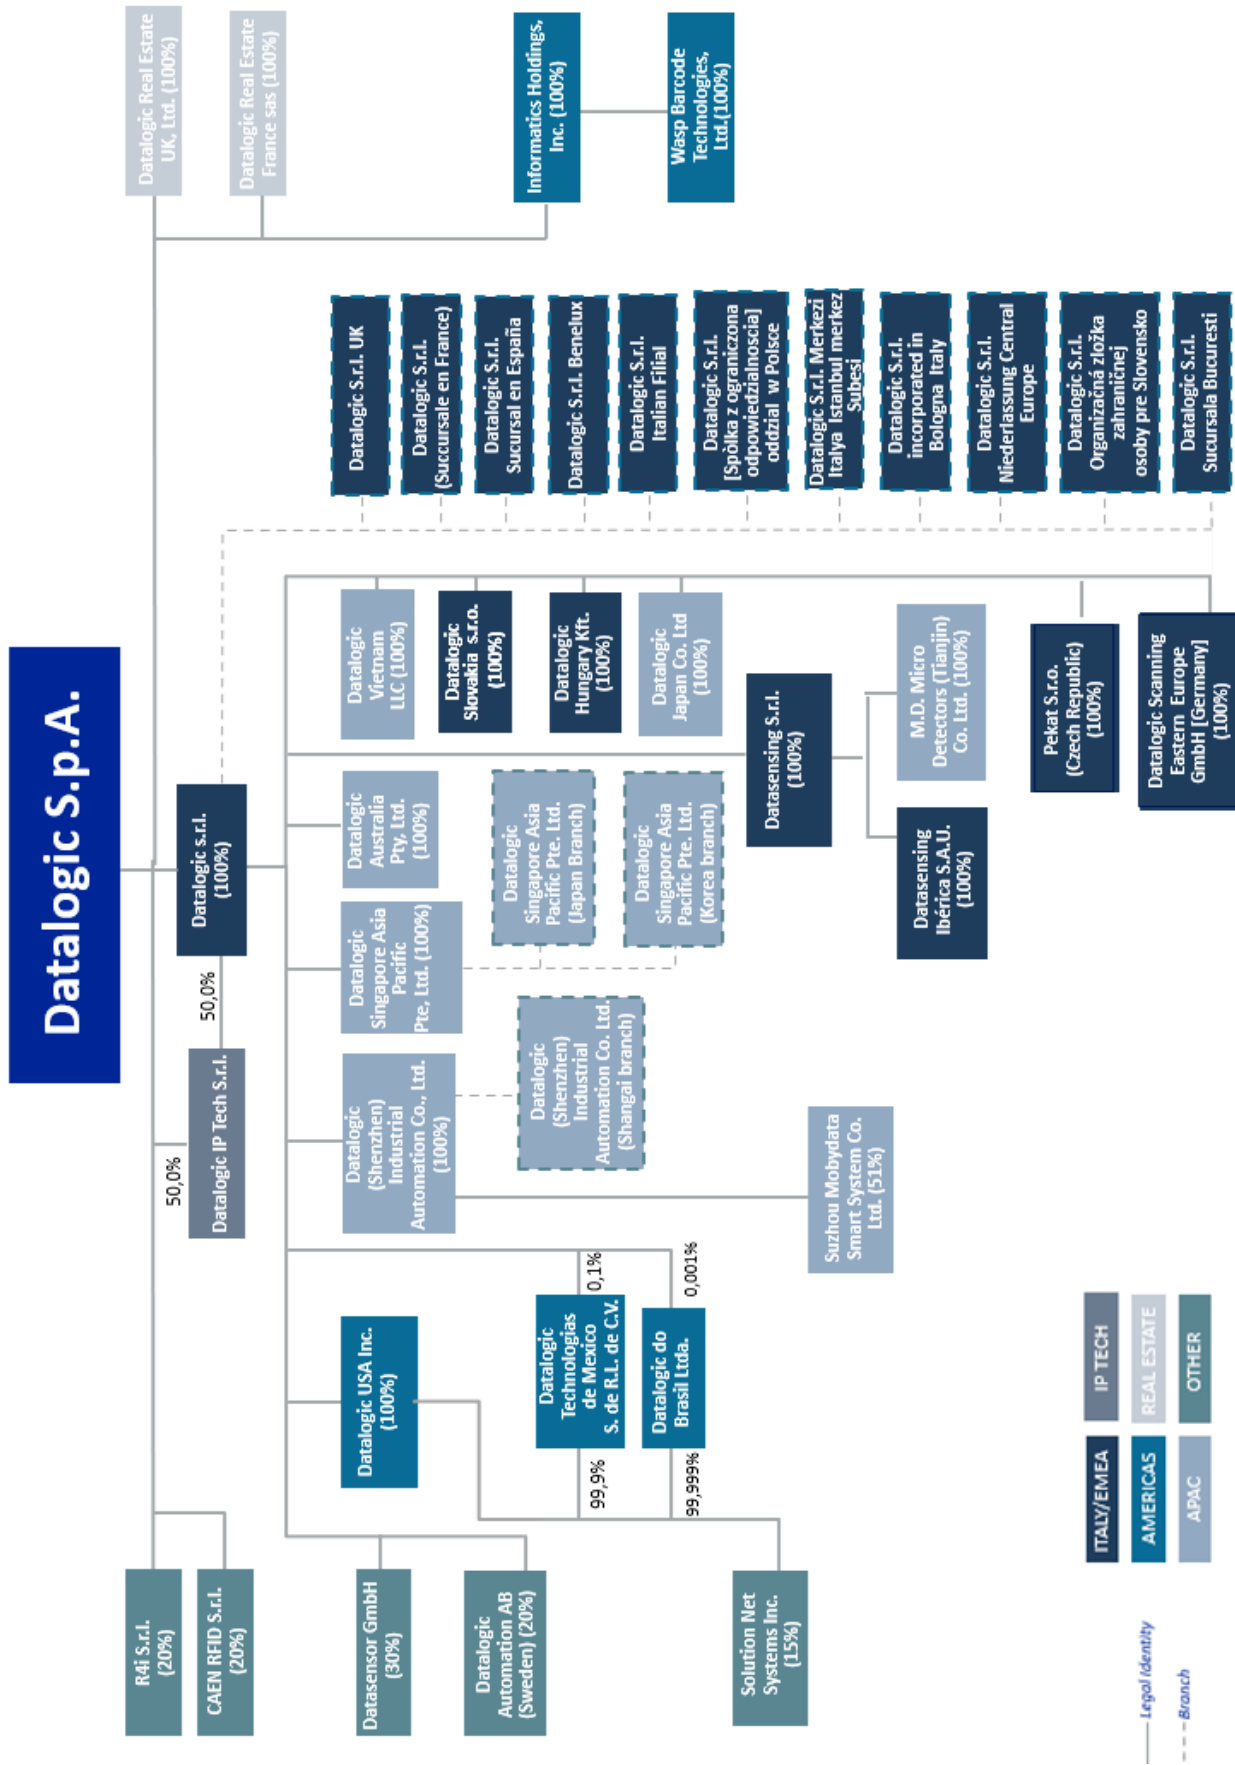 Datalogic S.p.A.
R4i S.r.l.
(20%)
CAEN RFID S.r.l.
(20%)
50,0%
Datalogic IP Tech S.r.l.
50,0%
Datalogic s.r.l.
(100%)
Datalogic Real Estate
UK, Ltd. (100%)
Datalogic Real Estate
France sas (100%)
Informatics Holdings,
Inc. (100%)
Wasp Barcode
Technologies,
Ltd.(100%)
Datasensor GmbH
(30%)
Datalogic
Automation AB
(Sweden) (20%)
Solution Net
Systems Inc.
(15%)
Datalogic USA Inc.
(100%)
99,9%
Datalogic
Technologias
de Mexico
S. de R.L. de C.V.
0,1%
99,999%
Datalogic do
Brasil Ltda.
0,001%
Datalogic
(Shenzhen)
Industrial
Automation Co., Ltd.
(100%)
Datalogic
(Shenzhen)
Industrial
Automation Co. Ltd.
(Shangai branch)
Suzhou Mobydata
Smart System Co.
Ltd. (51%)
Datalogic
Singapore Asia
Pacific
Pte, Ltd. (100%)
Datalogic
Singapore Asia
Pacific Pte. Ltd.
(Japan Branch)
Datalogic
Singapore Asia
Pacific Pte. Ltd.
(Korea branch)
Datalogic
Australia
Pty, Ltd.
(100%)
Datasensing S.r.l.
(100%)
Datasensing
Ibérica S.A.U.
(100%)
M.D. Micro
Detectors (Tianjin)
Co. Ltd. (100%)
Datalogic
Vietnam
LLC (100%)
Datalogic
Slowakia s.r.o.
(100%)
Datalogic
Hungary Kft.
(100%)
Datalogic
Japan Co. Ltd
(100%)
Pekat S.r.o.
(Czech Republic)
(100%)
Datalogic Scanning
Eastern Europe
GmbH [Germany]
(100%)
Datalogic S.r.l. UK
Datalogic S.r.l.
(Succursale en France)
Datalogic S.r.l.
Sucursal en España
Datalogic S.r.l. Benelux
Datalogic S.r.l.
Italian Filial
Datalogic S.r.l.
[Spòlka z ograniczona
odpowiedzialnoscia]
oddzial w Polsce
Datalogic S.r.l. Merkezi
Italya Istanbul merkez
Subesi
Datalogic S.r.l.
incorporated in
Bologna Italy
Datalogic S.r.l.
Niederlassung Central
Europe
Datalogic S.r.l.
Organizačná žložka
zahraničnej
osoby pre Slovensko
Datalogic S.r.l.
Sucursala Bucuresti
Legal Identity
Branch
ITALY/EMEA
IP TECH
AMERICAS
REAL ESTATE
APAC
OTHER